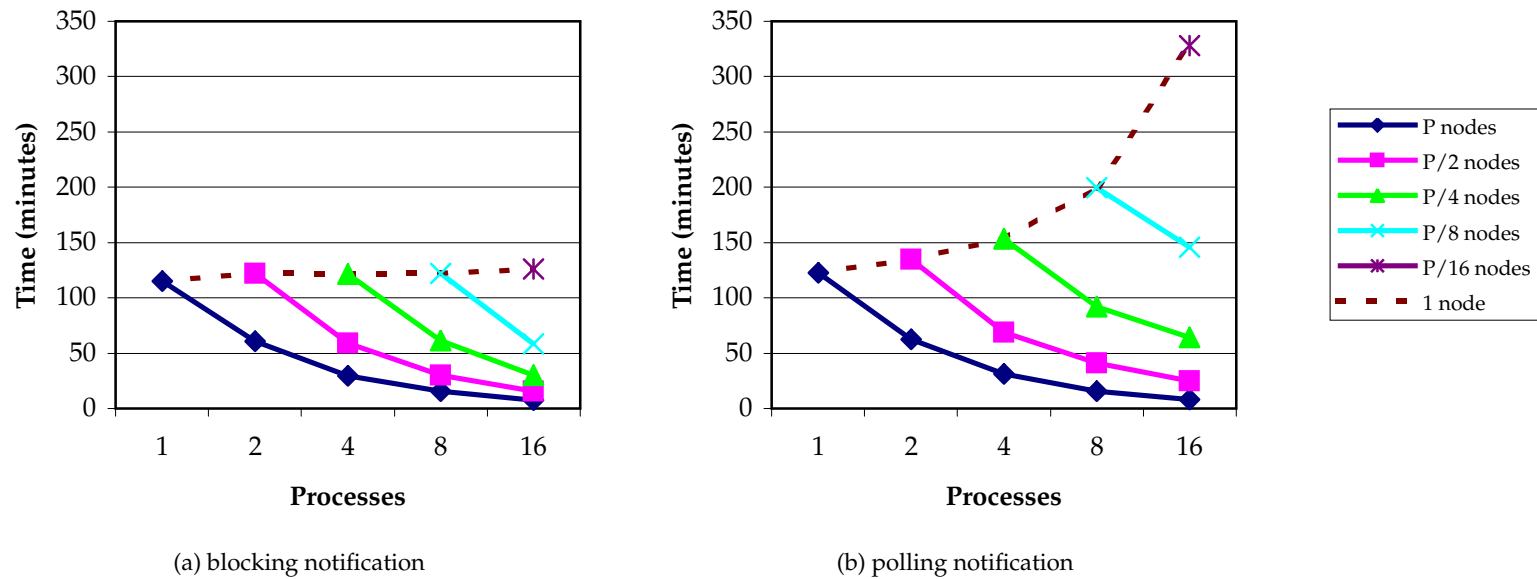 350
300
250
200
150
100
50
0
Time (minutes)
1 2 4 8 16
Processes
(a) blocking notification
350
300
250
200
150
100
50
0
Time (minutes)
1 2 4 8 16
Processes
(b) polling notification
P nodes
P/2 nodes
P/4 nodes
P/8 nodes
P/16 nodes
1 node